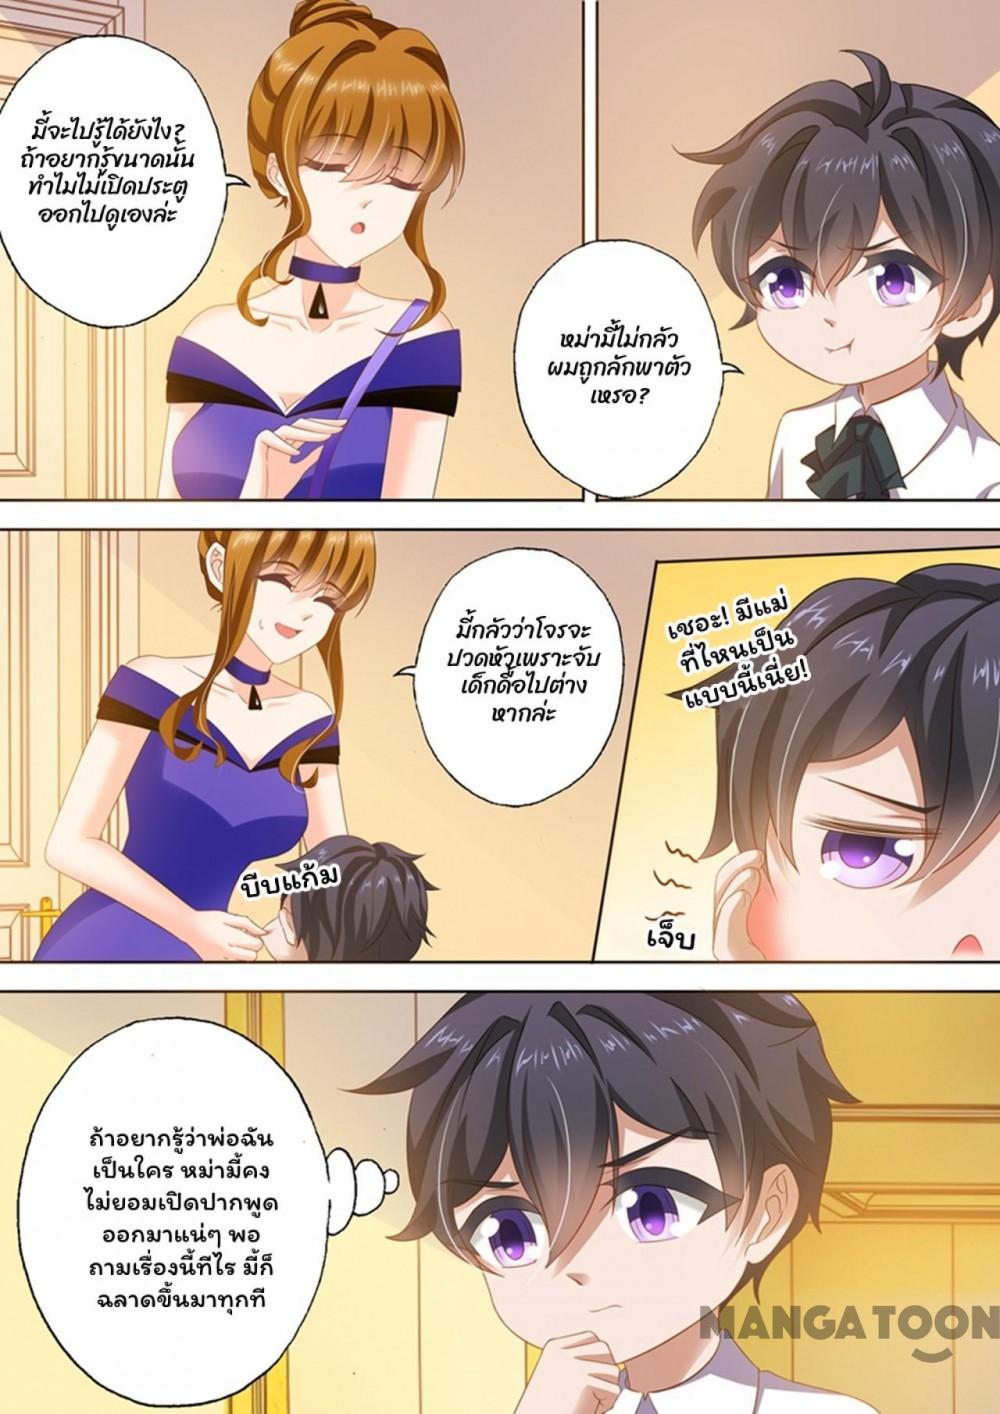 มี้จะไปรู้ได้ยังไง?
ถ้าอยากรู้ขนาดนั้น
ทำไมไม่เปิดประตู
ออกไปดูเองล่ะ
หม่ามี้ไม่กลัว
ผมถูกลักพาตัว
เหรอ?
มี้กลัวว่าโจรจะ
ปวดหัวเพราะจับ
เด็กดื้อไปต่าง
หากล่ะ
บีบแก้ม
เชอะ! มีแม่
ที่ไหนเป็น
แบบนี้เนี่ย!
เจ็บ
ถ้าอยากรู้ว่าพ่อฉัน
เป็นใคร หม่ามี้คง
ไม่ยอมเปิดปากพูด
ออกมาแน่ๆ พอ
ถามเรื่องนี้ทีไร มี้ก็
ฉลาดขึ้นมาทุกที
MANGATOON